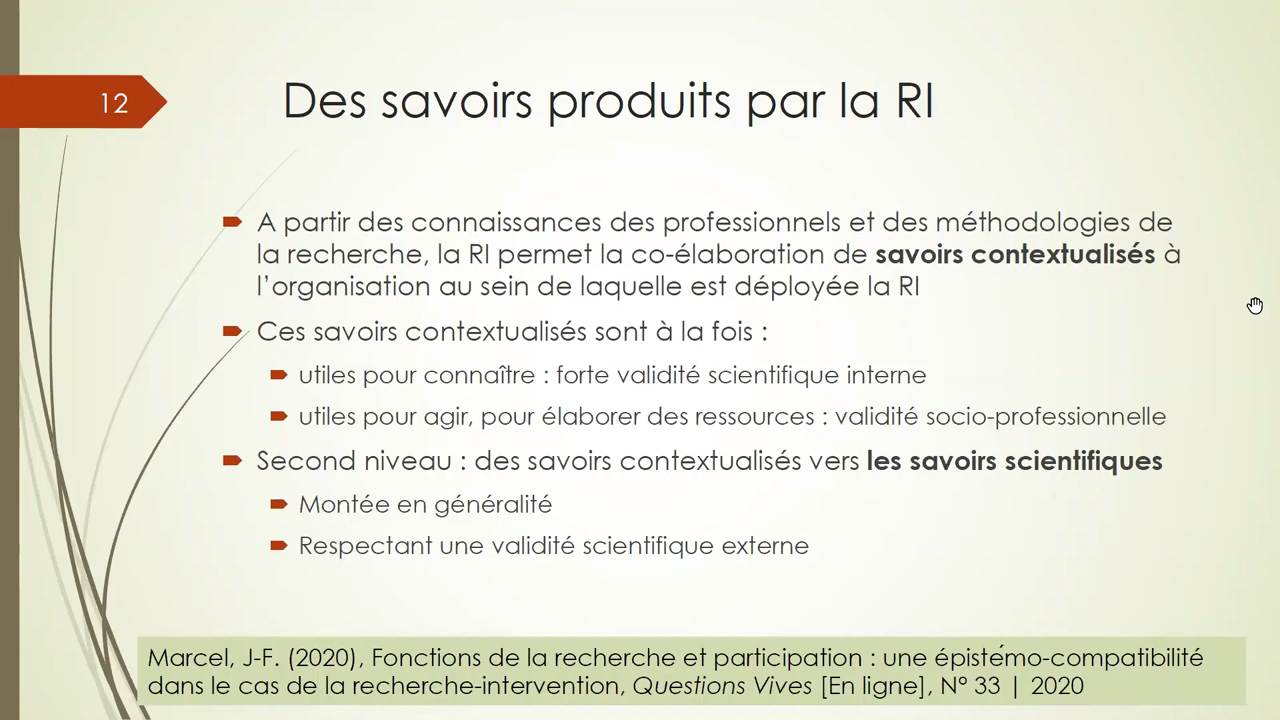 12
Des savoirs produits par la RI
A partir des connaissances des professionnels et des méthodologies de
la recherche, la RI permet la co-élaboration de savoirs contextualisés à
l’organisation au sein de laquelle est déployée la RI
Ces savoirs contextualisés sont à la fois :
utiles pour connaître : forte validité scientifique interne
utiles pour agir, pour élaborer des ressources : validité socio-professionnelle
Second niveau : des savoirs contextualisés vers les savoirs scientifiques
Montée en généralité
Respectant une validité scientifique externe
Marcel, J-F. (2020), Fonctions de la recherche et participation : une épistémo-compatibilité
dans le cas de la recherche-intervention, Questions Vives [En ligne], N° 33 | 2020